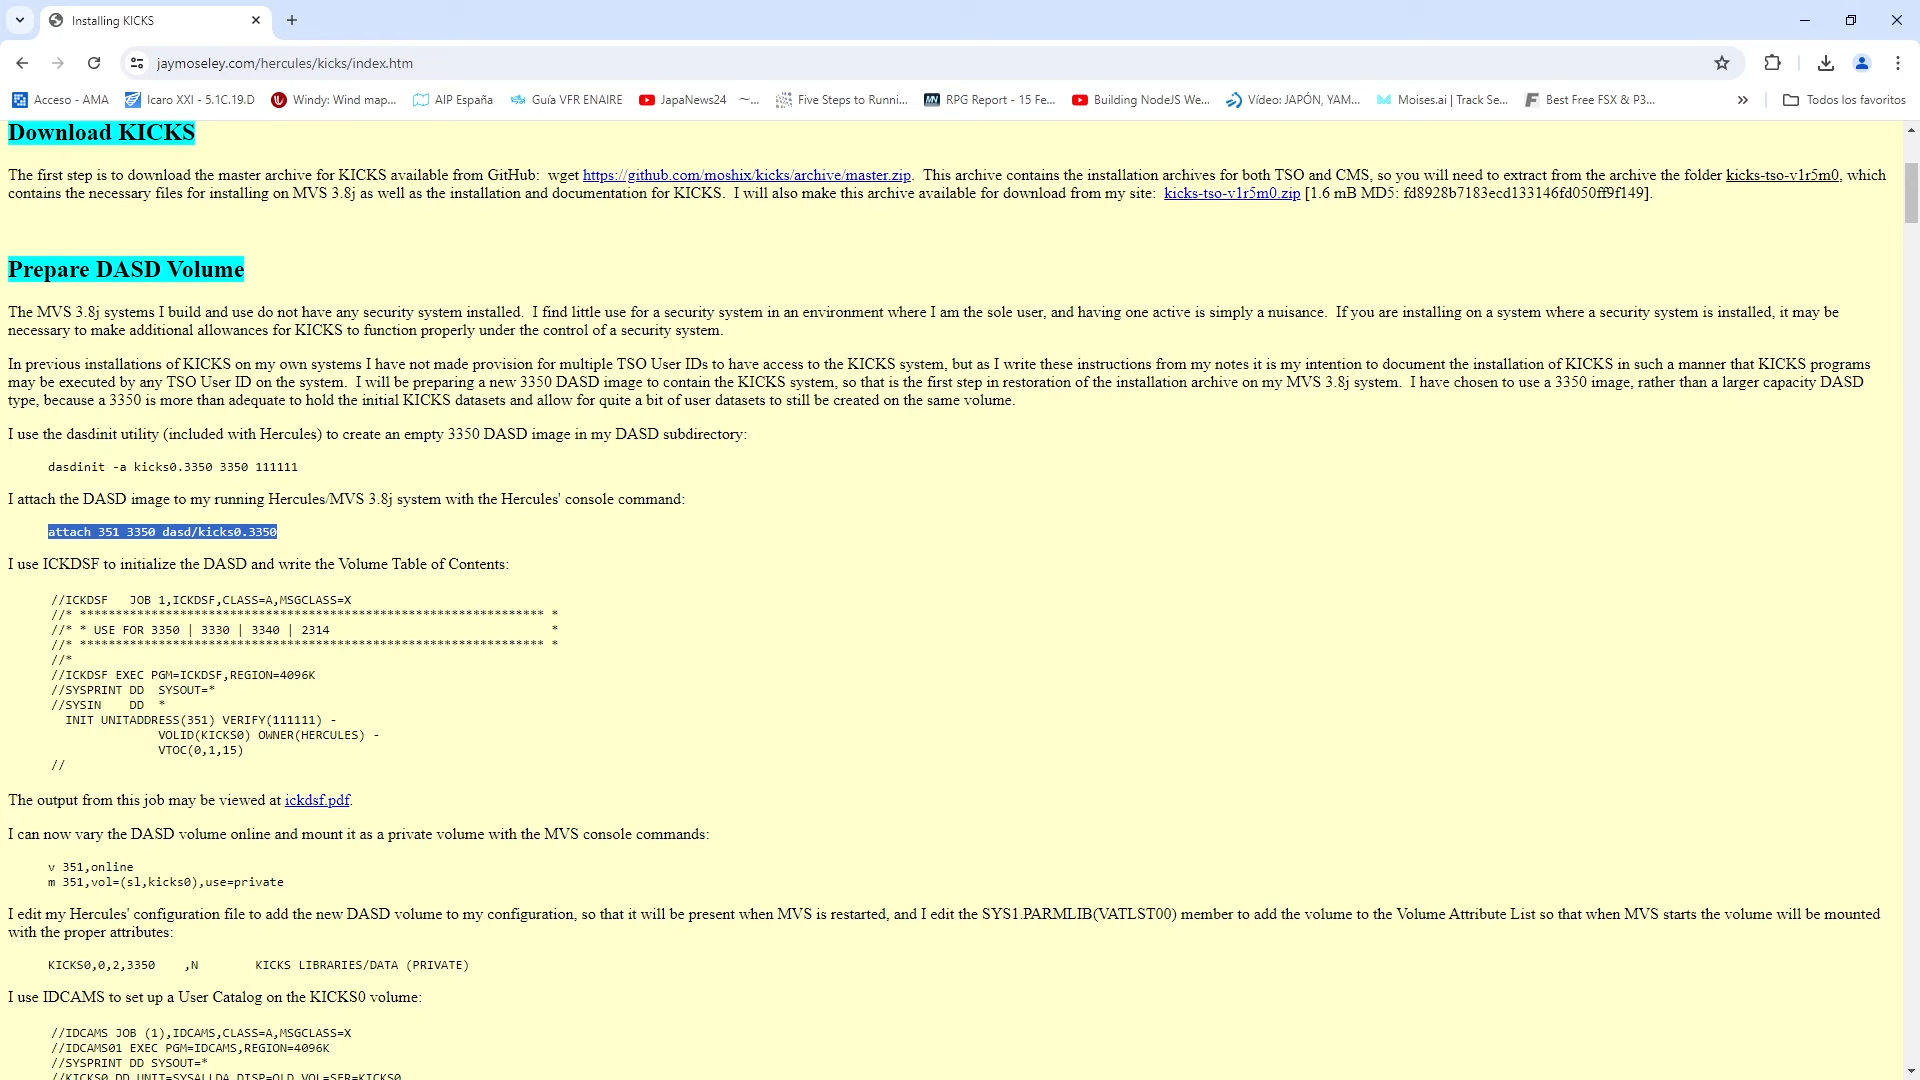 Installing KICKS
jaymoseley.com/hercules/kicks/index.htm
Acceso - AMA
Icaro XXI - 5.1C.19.D
Windy: Wind map...
AIP España
Guía VFR ENAIRE
JapaNews24 ～...
Five Steps to Runni...
RPG Report - 15 Fe...
Building NodeJS We...
Vídeo: JAPÓN, YAM...
Moises.ai | Track Se...
Best Free FSX & P3...
Todos los favoritos
Download KICKS
The first step is to download the master archive for KICKS available from GitHub:  wget https://github.com/moshix/kicks/archive/master.zip.  This archive contains the installation archives for both TSO and CMS, so you will need to extract from the archive the folder kicks-tso-v1r5m0, which
contains the necessary files for installing on MVS 3.8j as well as the installation and documentation for KICKS.  I will also make this archive available for download from my site:  kicks-tso-v1r5m0.zip [1.6 mB MD5: fd8928b7183ecd133146fd050ff9f149].
Prepare DASD Volume
The MVS 3.8j systems I build and use do not have any security system installed.  I find little use for a security system in an environment where I am the sole user, and having one active is simply a nuisance.  If you are installing on a system where a security system is installed, it may be
necessary to make additional allowances for KICKS to function properly under the control of a security system.
In previous installations of KICKS on my own systems I have not made provision for multiple TSO User IDs to have access to the KICKS system, but as I write these instructions from my notes it is my intention to document the installation of KICKS in such a manner that KICKS programs
may be executed by any TSO User ID on the system.  I will be preparing a new 3350 DASD image to contain the KICKS system, so that is the first step in restoration of the installation archive on my MVS 3.8j system.  I have chosen to use a 3350 image, rather than a larger capacity DASD
type, because a 3350 is more than adequate to hold the initial KICKS datasets and allow for quite a bit of user datasets to still be created on the same volume.
I use the dasdinit utility (included with Hercules) to create an empty 3350 DASD image in my DASD subdirectory:
dasdinit -a kicks0.3350 3350 111111
I attach the DASD image to my running Hercules/MVS 3.8j system with the Hercules' console command:
attach 351 3350 dasd/kicks0.3350
I use ICKDSF to initialize the DASD and write the Volume Table of Contents:
//ICKDSF   JOB 1,ICKDSF,CLASS=A,MSGCLASS=X
//* ***************************************************************** *
//* * USE FOR 3350 | 3330 | 3340 | 2314                               *
//* ***************************************************************** *
//*
//ICKDSF EXEC PGM=ICKDSF,REGION=4096K
//SYSPRINT DD  SYSOUT=*
//SYSIN    DD  *
  INIT UNITADDRESS(351) VERIFY(111111) -
               VOLID(KICKS0) OWNER(HERCULES) -
               VTOC(0,1,15)
//
The output from this job may be viewed at ickdsf.pdf.
I can now vary the DASD volume online and mount it as a private volume with the MVS console commands:
v 351,online
m 351,vol=(sl,kicks0),use=private
I edit my Hercules' configuration file to add the new DASD volume to my configuration, so that it will be present when MVS is restarted, and I edit the SYS1.PARMLIB(VATLST00) member to add the volume to the Volume Attribute List so that when MVS starts the volume will be mounted
with the proper attributes:
KICKS0,0,2,3350    ,N        KICKS LIBRARIES/DATA (PRIVATE)
I use IDCAMS to set up a User Catalog on the KICKS0 volume:
//IDCAMS JOB (1),IDCAMS,CLASS=A,MSGCLASS=X
//IDCAMS01 EXEC PGM=IDCAMS,REGION=4096K
//SYSPRINT DD SYSOUT=*
//KICKS0 DD UNIT=SYSALLDA,DISP=OLD,VOL=SER=KICKS0